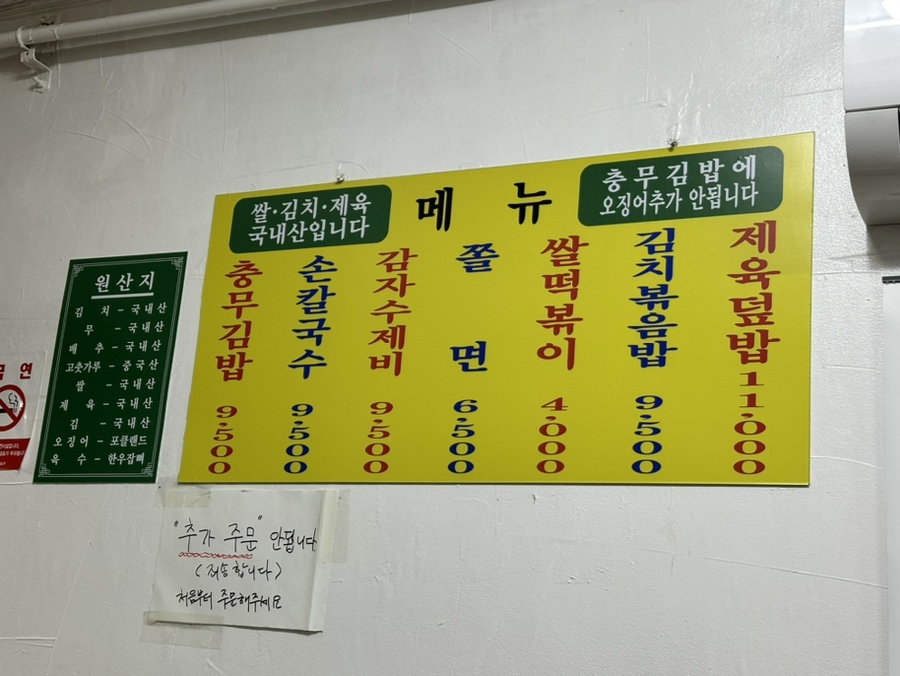 메 뉴
쌀·김치·제육
국내산입니다
충무김밥에
오징어추가 안됩니다
충무김밥 9.500
손칼국수 9.500
감자수제비 9.500
쫄면 6.500
쌀떡볶이 4.000
김치볶음밥 9.500
제육덮밥 11.000
원산지
김 치 - 국내산
무 - 국내산
배 추 - 국내산
고춧가루 - 중국산
쌀 - 국내산
제 육 - 국내산
김 - 국내산
오징어 - 포클랜드
육 수 - 한우잡뼈
금 연
"추가 주문" 안됩니다
(죄송합니다)
처음부터 주문해주세요